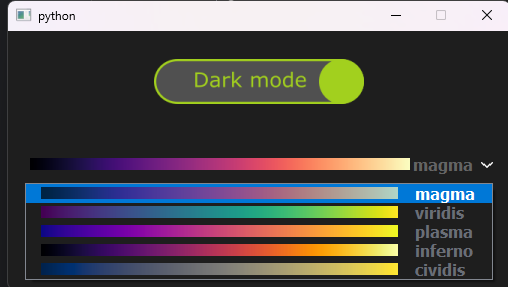 python
Dark mode
magma
magma
viridis
plasma
inferno
cividis